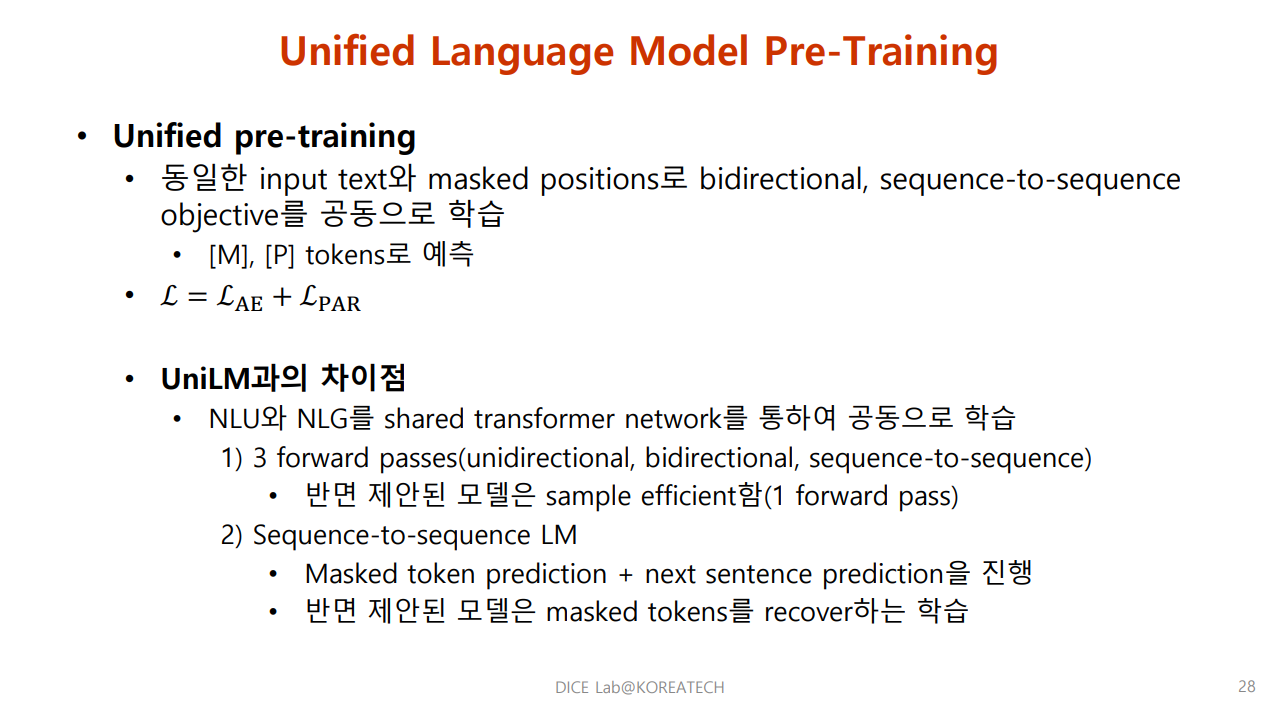 Unified Language Model Pre-Training
• Unified pre-training
• 동일한 input text와 masked positions로 bidirectional, sequence-to-sequence
objective를 공동으로 학습
• [M], [P] tokens로 예측
• ℒ = ℒ_AE + ℒ_PAR
• UniLM과의 차이점
• NLU와 NLG를 shared transformer network를 통하여 공동으로 학습
1) 3 forward passes(unidirectional, bidirectional, sequence-to-sequence)
• 반면 제안된 모델은 sample efficient함(1 forward pass)
2) Sequence-to-sequence LM
• Masked token prediction + next sentence prediction을 진행
• 반면 제안된 모델은 masked tokens를 recover하는 학습
DICE Lab@KOREATECH
28